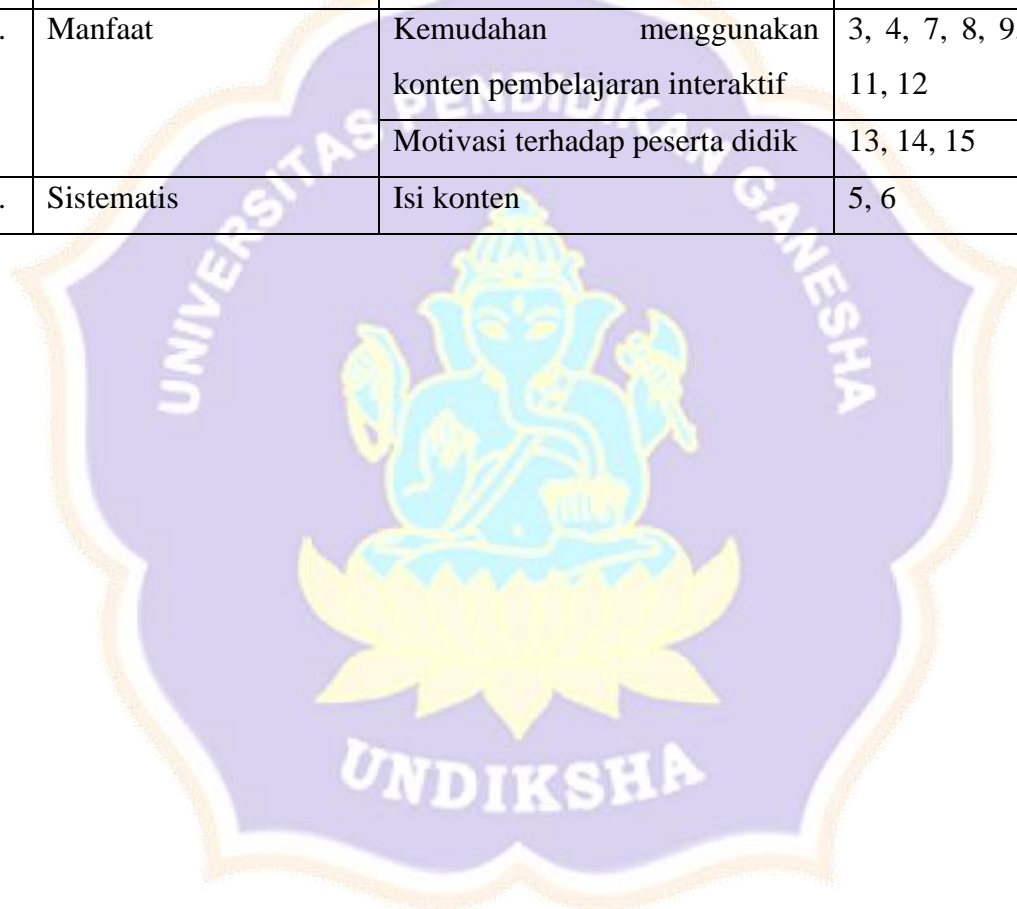 . Manfaat Kemudahan menggunakan 3, 4, 7, 8, 9,
konten pembelajaran interaktif 11, 12
Motivasi terhadap peserta didik 13, 14, 15
. Sistematis Isi konten 5, 6
UNIVERSITAS PENDIDIKAN GANESHA
UNDIKSHA